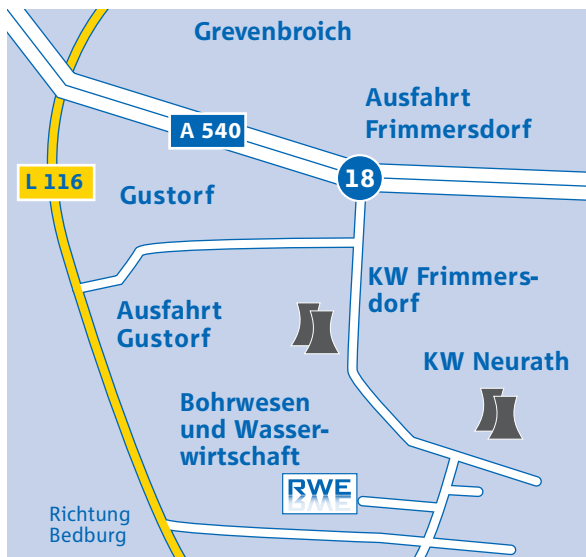 Grevenbroich
Ausfahrt
Frimmersdorf
A 540
18
L 116
Gustorf
KW Frimmers-
dorf
Ausfahrt
Gustorf
KW Neurath
Bohrwesen
und Wasser-
wirtschaft
RWE
Richtung
Bedburg